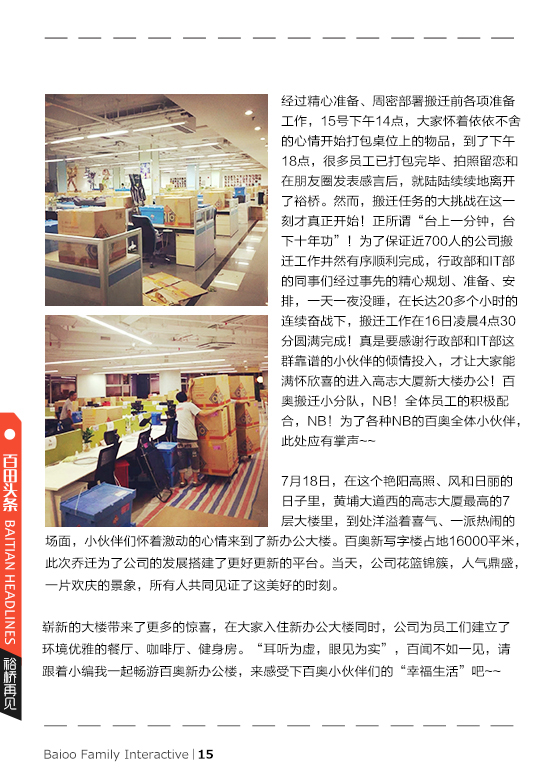 经过精心准备、周密部署搬迁前各项准备
工作，15号下午14点，大家怀着依依不舍
的心情开始打包桌位上的物品，到了下午
18点，很多员工已打包完毕、拍照留恋和
在朋友圈发表感言后，就陆陆续续地离开
了裕桥。然而，搬迁任务的大挑战在这一
刻才真正开始！正所谓“台上一分钟，台
下十年功”！为了保证近700人的公司搬
迁工作井然有序顺利完成，行政部和IT部
的同事们经过事先的精心规划、准备、安
排，一天一夜没睡，在长达20多个小时的
连续奋战下，搬迁工作在16日凌晨4点30
分圆满完成！真是要感谢行政部和IT部这
群靠谱的小伙伴的倾情投入，才让大家能
满怀欣喜的进入高志大厦新大楼办公！百
奥搬迁小分队，NB！全体员工的积极配
合，NB！为了各种NB的百奥全体小伙伴，
此处应有掌声~~
7月18日，在这个艳阳高照、风和日丽的
日子里，黄埔大道西的高志大厦最高的7
层大楼里，到处洋溢着喜气、一派热闹的
场面，小伙伴们怀着激动的心情来到了新办公大楼。百奥新写字楼占地16000平米，
此次乔迁为了公司的发展搭建了更好更新的平台。当天，公司花篮锦簇，人气鼎盛，
一片欢庆的景象，所有人共同见证了这美好的时刻。
崭新的大楼带来了更多的惊喜，在大家入住新办公大楼同时，公司为员工们建立了
环境优雅的餐厅、咖啡厅、健身房。“耳听为虚，眼见为实”，百闻不如一见，请
跟着小编我一起畅游百奥新办公楼，来感受下百奥小伙伴们的“幸福生活”吧~~
百田头条 BAITIAN HEADLINES
裕桥再见
Baioo Family Interactive | 15